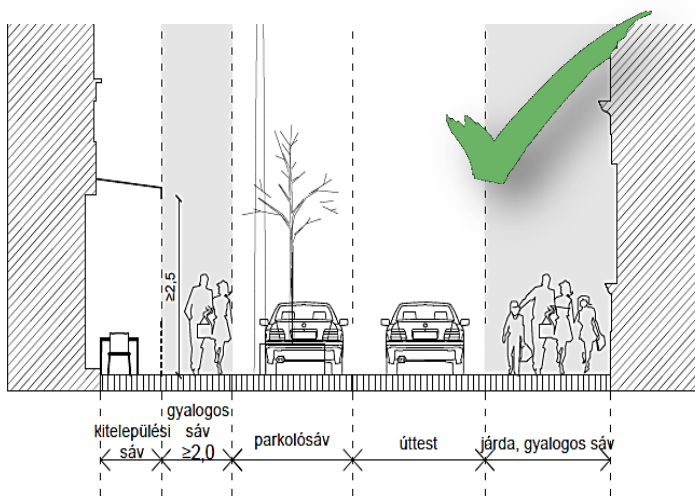 ≥2,5
kitelepülési
sáv
gyalogos
sáv
≥2,0
parkolósáv
úttest
járda, gyalogos sáv